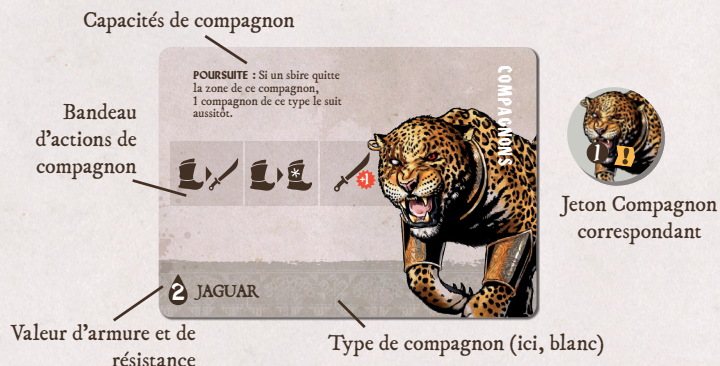 Capacités de compagnon
POURSUITE : Si un sbire quitte
la zone de ce compagnon,
1 compagnon de ce type le suit
aussitôt.
COMPAGNONS
Bandeau
d'actions de
compagnon
*
+1
1
!
Jeton Compagnon
correspondant
2 JAGUAR
Valeur d'armure et de
résistance
Type de compagnon (ici, blanc)